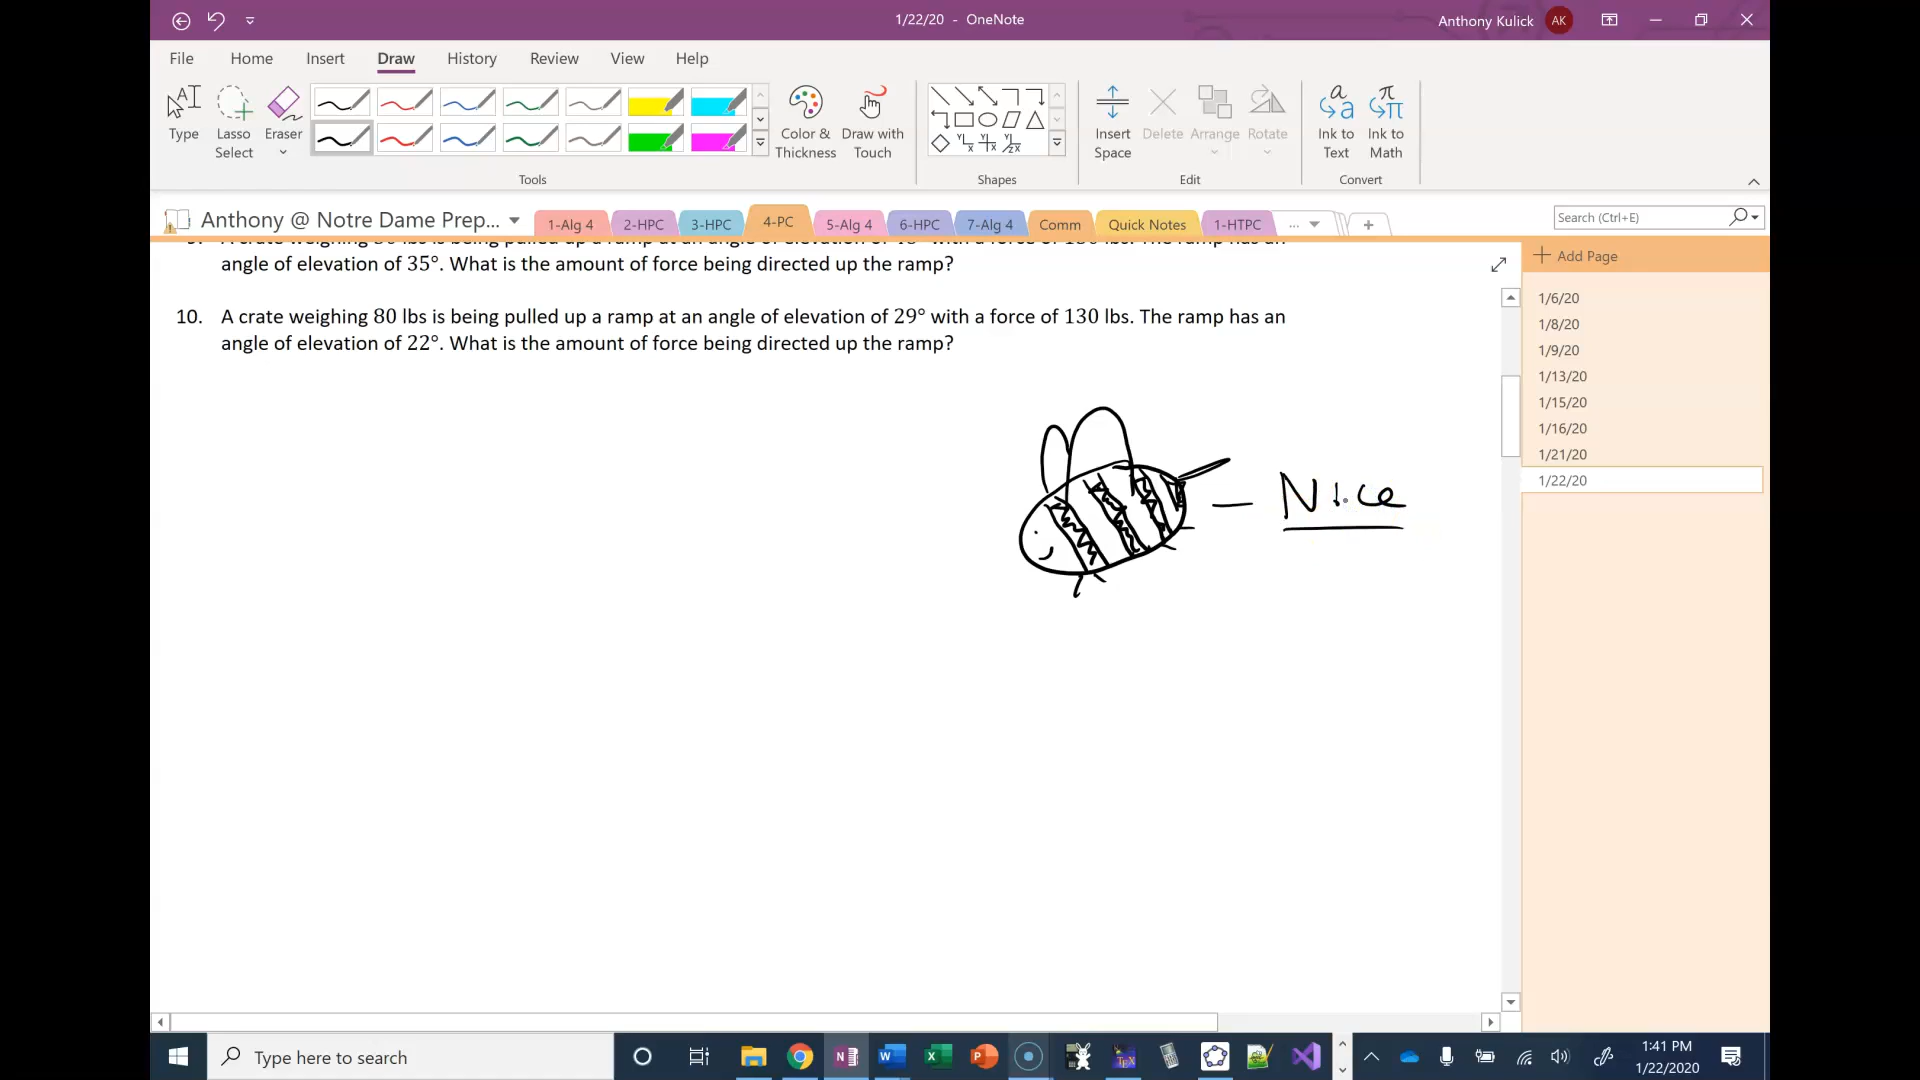 1/22/20 - OneNote
Anthony Kulick AK
File Home Insert Draw History Review View Help
Type
Lasso Select
Eraser
Color & Thickness
Draw with Touch
Insert Space
Delete
Arrange
Rotate
Ink to Text
Ink to Math
Tools
Shapes
Edit
Convert
Anthony @ Notre Dame Prep...
1-Alg 4
2-HPC
3-HPC
4-PC
5-Alg 4
6-HPC
7-Alg 4
Comm
Quick Notes
1-HTPC
...
Search (Ctrl+E)
Add Page
1/6/20
1/8/20
1/9/20
1/13/20
1/15/20
1/16/20
1/21/20
1/22/20
angle of elevation of 35°. What is the amount of force being directed up the ramp?
10. A crate weighing 80 lbs is being pulled up a ramp at an angle of elevation of 29° with a force of 130 lbs. The ramp has an
angle of elevation of 22°. What is the amount of force being directed up the ramp?
— Nice
Type here to search
1:41 PM
1/22/2020